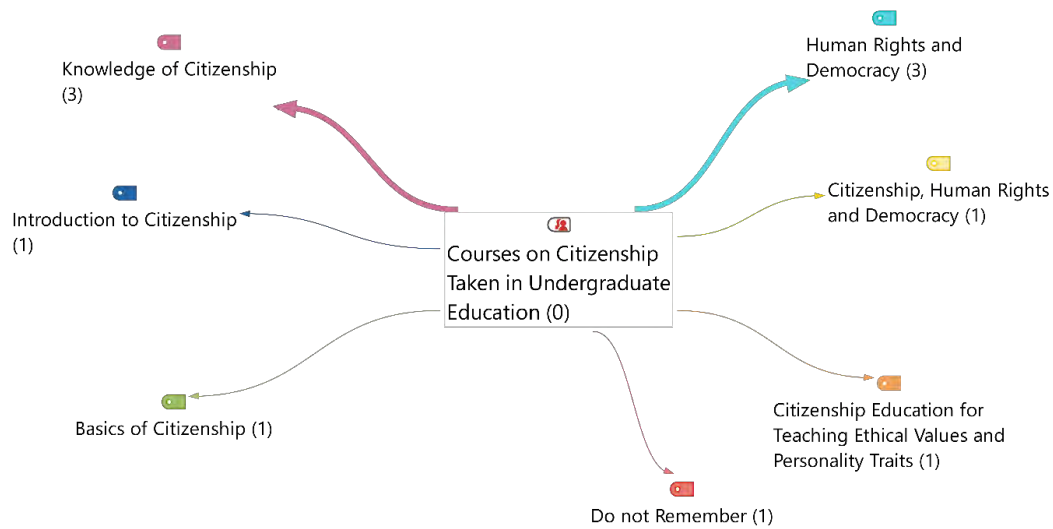 Human Rights and
Democracy (3)
Knowledge of Citizenship
(3)
Citizenship, Human Rights
and Democracy (1)
Introduction to Citizenship
(1)
Courses on Citizenship
Taken in Undergraduate
Education (0)
Citizenship Education for
Teaching Ethical Values and
Personality Traits (1)
Basics of Citizenship (1)
Do not Remember (1)